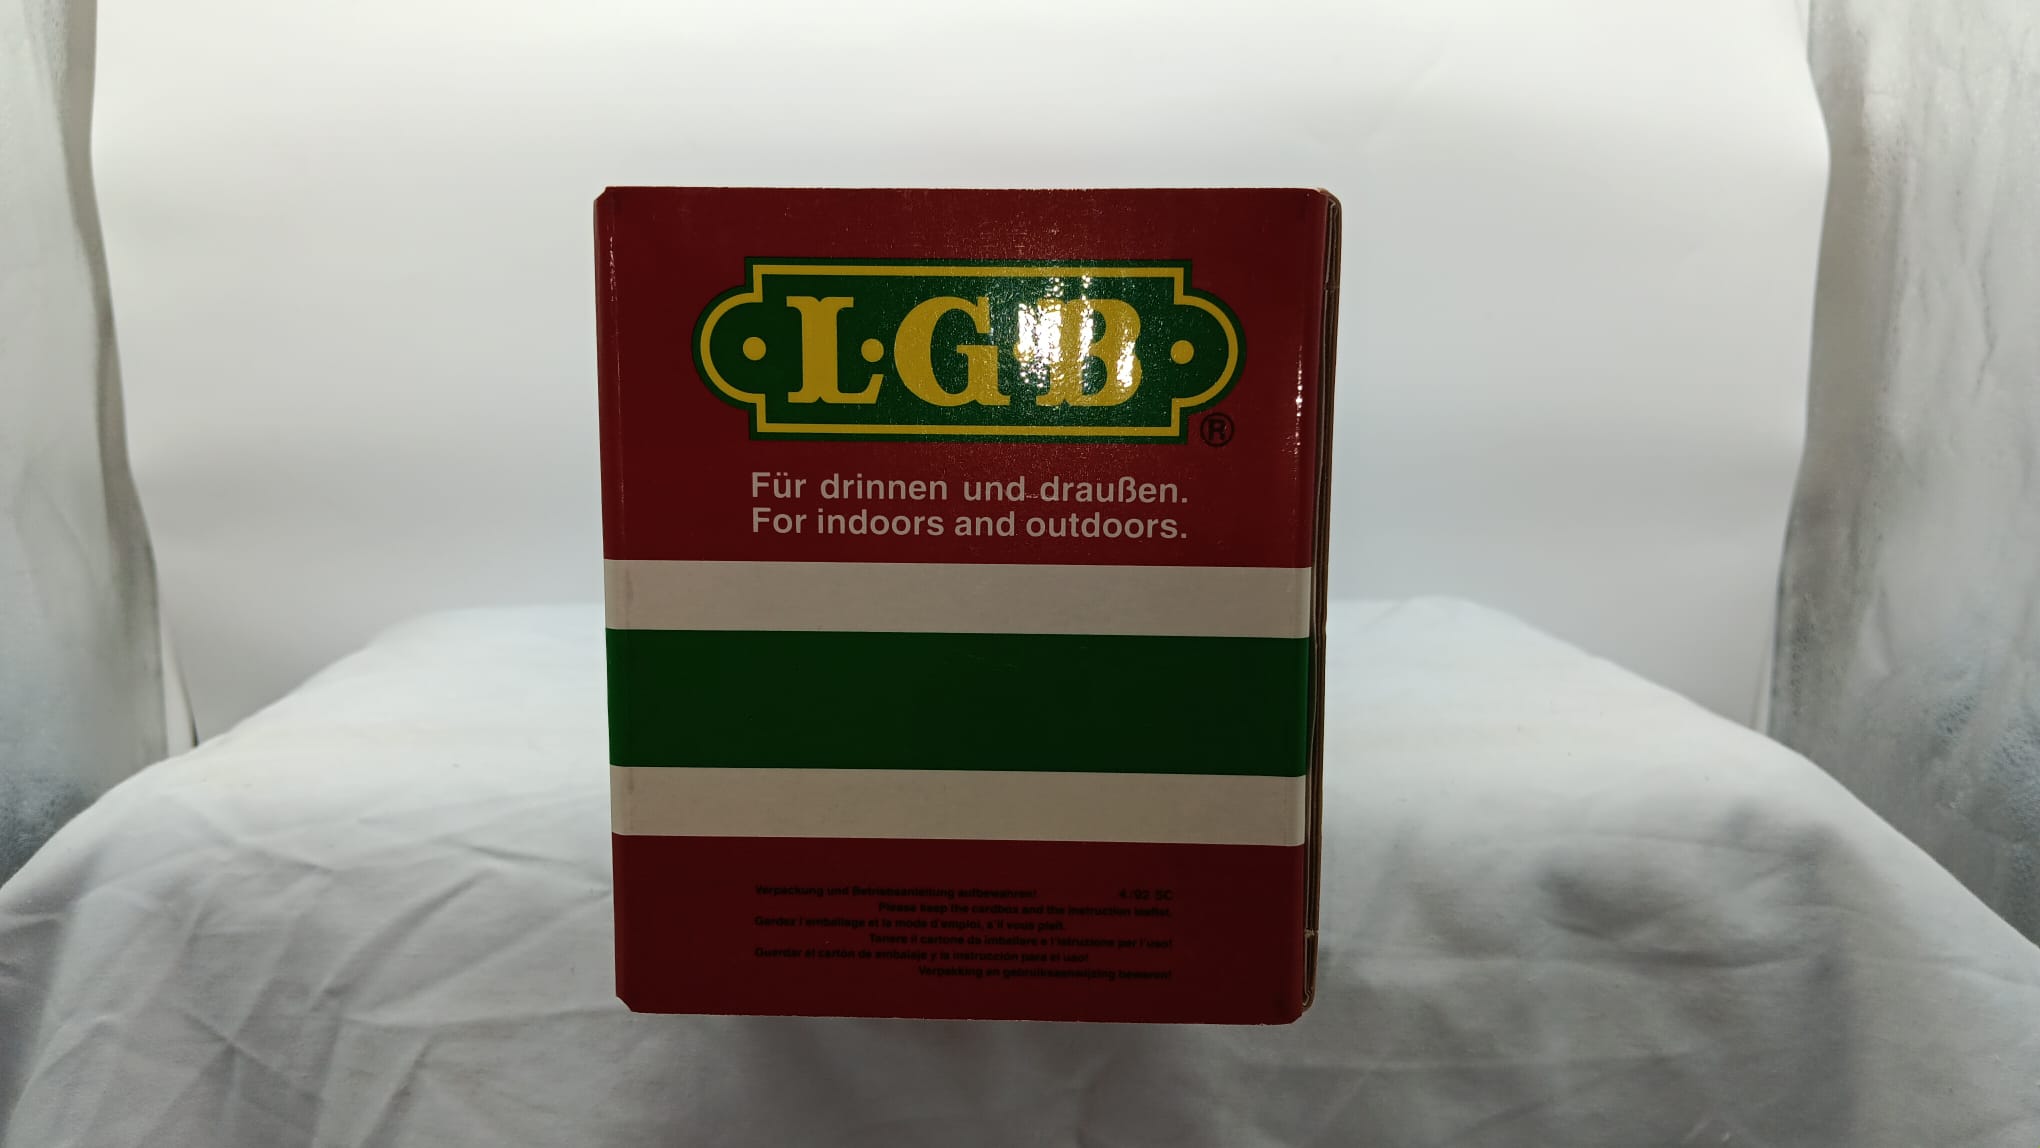 L·G·B
®
Für drinnen und draußen.
For indoors and outdoors.
Verpackung und Betriebsanleitung aufbewahren! 4/92 SC
Please keep the cardbox and the instruction leaflet.
Gardez l'emballage et la mode d'emploi, s'il vous plaît.
Tenere il cartone da imballare e l'istruzione per l'uso!
Guardar el cartón de embalaje y la instrucción para el uso!
Verpakking en gebruiksaanwijzing bewaren!